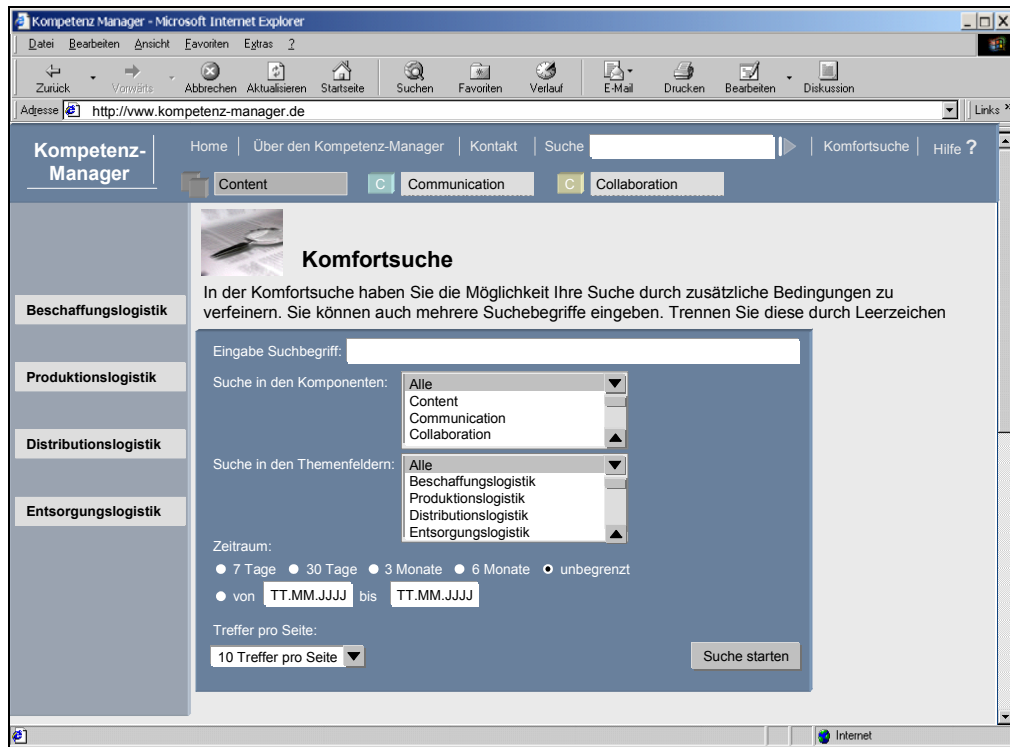 Kompetenz Manager - Microsoft Internet Explorer
Datei Bearbeiten Ansicht Favoriten Extras ?
Zurück Vorwärts Abbrechen Aktualisieren Startseite Suchen Favoriten Verlauf E-Mail Drucken Bearbeiten Diskussion
Adresse http://www.kompetenz-manager.de Links »
Kompetenz-
Manager
Home | Über den Kompetenz-Manager | Kontakt | Suche | Komfortsuche | Hilfe ?
Content C Communication C Collaboration
Beschaffungslogistik
Produktionslogistik
Distributionslogistik
Entsorgungslogistik
Komfortsuche
In der Komfortsuche haben Sie die Möglichkeit Ihre Suche durch zusätzliche Bedingungen zu
verfeinern. Sie können auch mehrere Suchbegriffe eingeben. Trennen Sie diese durch Leerzeichen
Eingabe Suchbegriff:
Suche in den Komponenten: Alle
Content
Communication
Collaboration
Suche in den Themenfeldern: Alle
Beschaffungslogistik
Produktionslogistik
Distributionslogistik
Entsorgungslogistik
Zeitraum:
7 Tage 30 Tage 3 Monate 6 Monate unbegrenzt
von TT.MM.JJJJ bis TT.MM.JJJJ
Treffer pro Seite:
10 Treffer pro Seite Suche starten
Internet